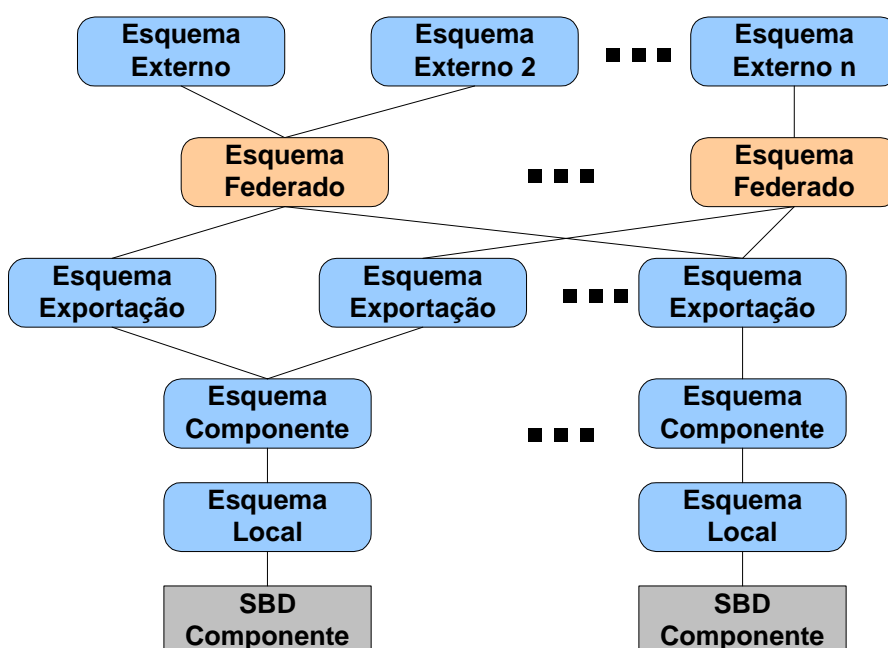 Esquema
Externo
Esquema
Externo 2
Esquema
Externo n
Esquema
Federado
Esquema
Federado
Esquema
Exportação
Esquema
Exportação
Esquema
Exportação
Esquema
Componente
Esquema
Componente
Esquema
Local
Esquema
Local
SBD
Componente
SBD
Componente